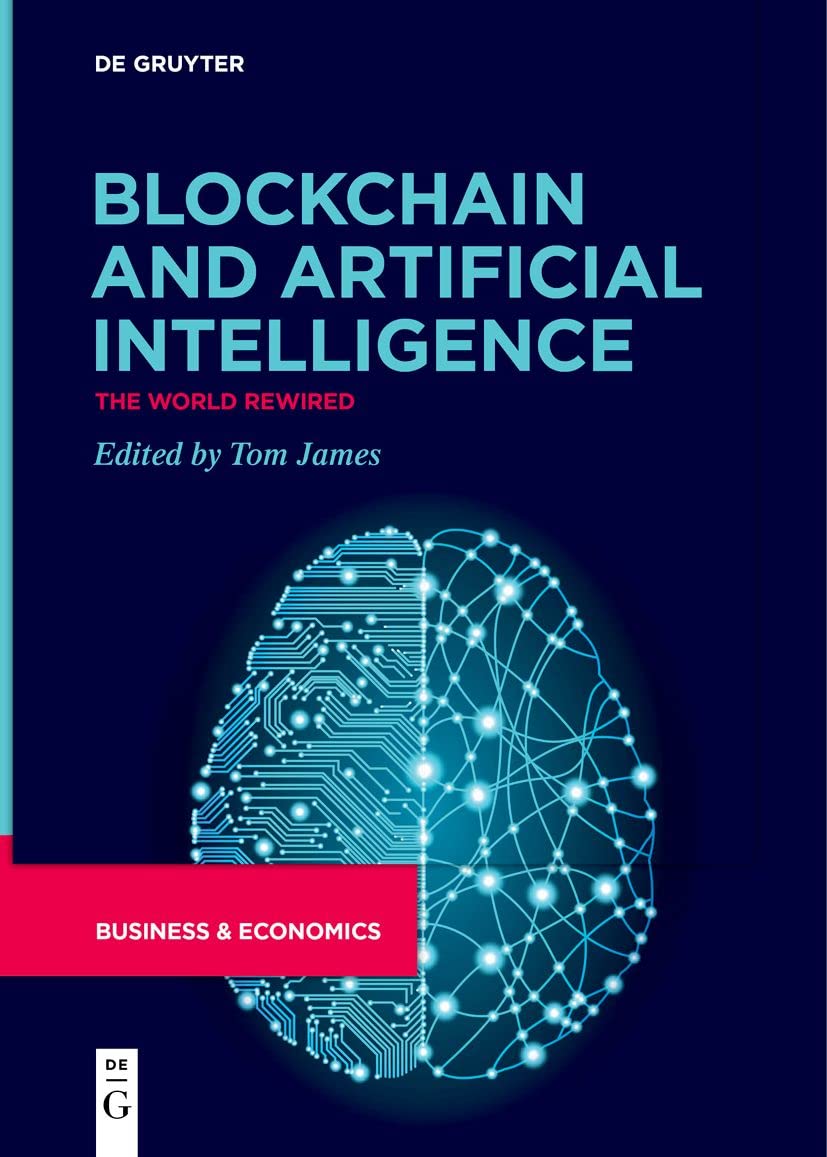 DE GRUYTER
BLOCKCHAIN
AND ARTIFICIAL
INTELLIGENCE
THE WORLD REWIRED
Edited by Tom James
BUSINESS & ECONOMICS
DE
G